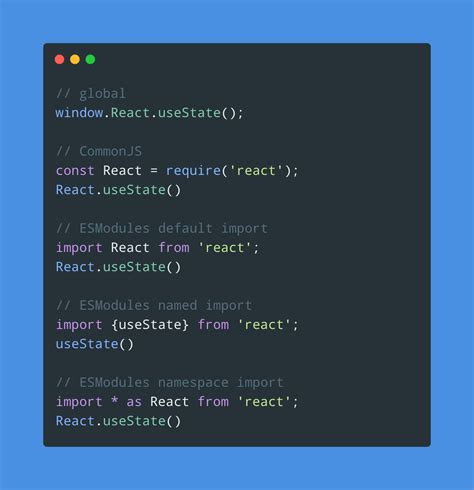 // global
window.React.useState();
// CommonJS
const React = require('react');
React.useState()
// ESModules default import
import React from 'react';
React.useState()
// ESModules named import
import {useState} from 'react';
useState()
// ESModules namespace import
import * as React from 'react';
React.useState()